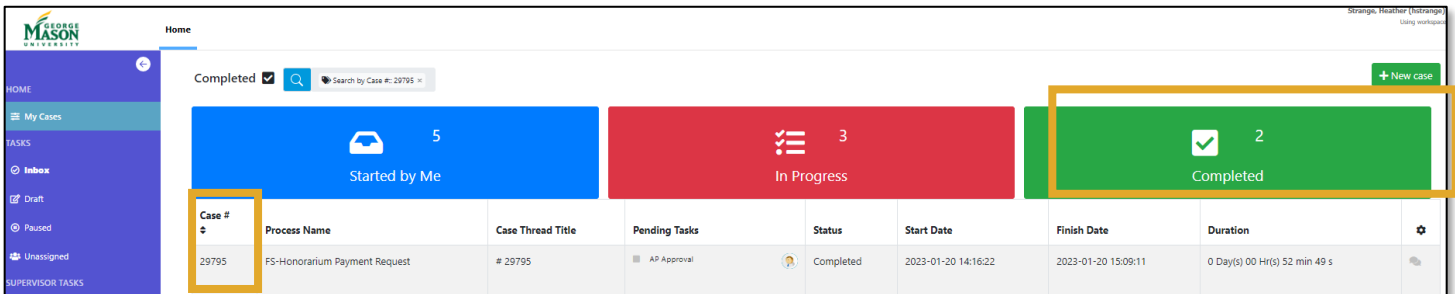 GEORGE
MASON
UNIVERSITY
Home
Strange, Heather (hstrange)
Using workspace
HOME
My Cases
TASKS
Inbox
Draft
Paused
Unassigned
SUPERVISOR TASKS
Completed
Search by Case #: 29795 ×
+ New case
5
Started by Me
3
In Progress
2
Completed
Case # Process Name Case Thread Title Pending Tasks Status Start Date Finish Date Duration
29795 FS-Honorarium Payment Request # 29795 AP Approval Completed 2023-01-20 14:16:22 2023-01-20 15:09:11 0 Day(s) 00 Hr(s) 52 min 49 s